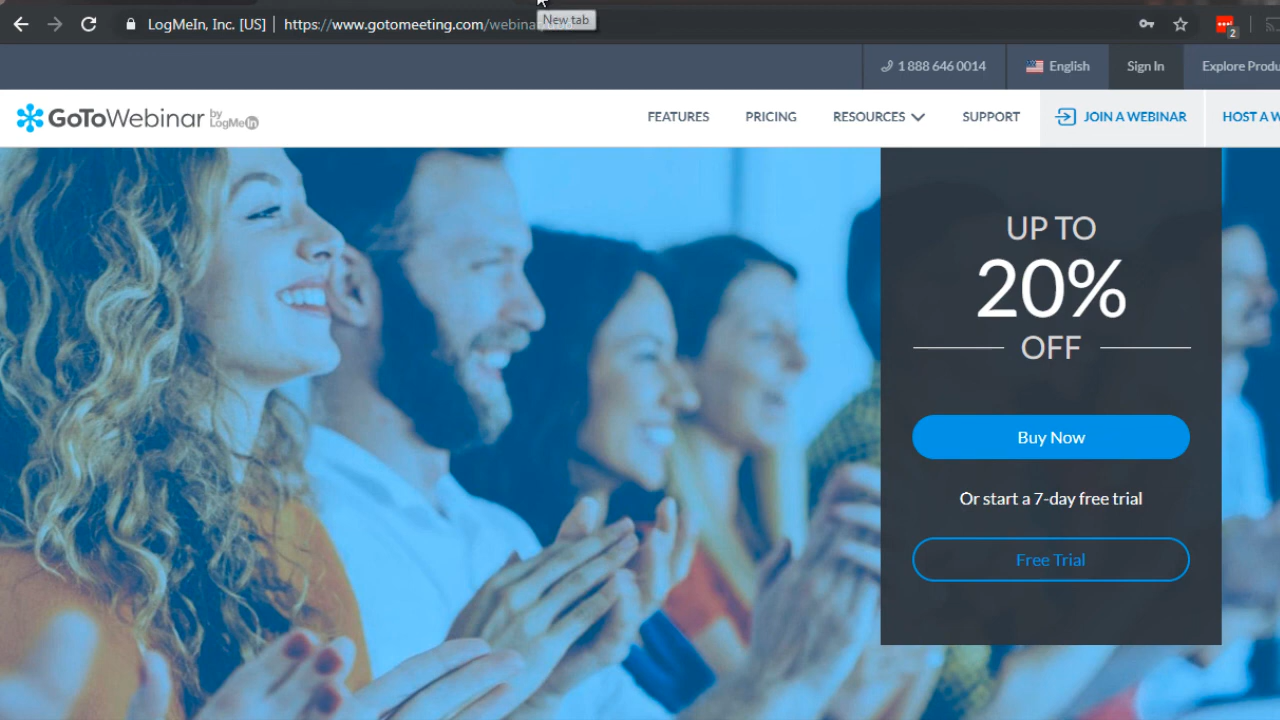 LogMeIn, Inc. [US] | https://www.gotomeeting.com/webina
New tab
2
1 888 646 0014
English
Sign In
Explore Produ
GoToWebinar by LogMeIn
FEATURES
PRICING
RESOURCES
SUPPORT
JOIN A WEBINAR
HOST A W
UP TO
20%
OFF
Buy Now
Or start a 7-day free trial
Free Trial